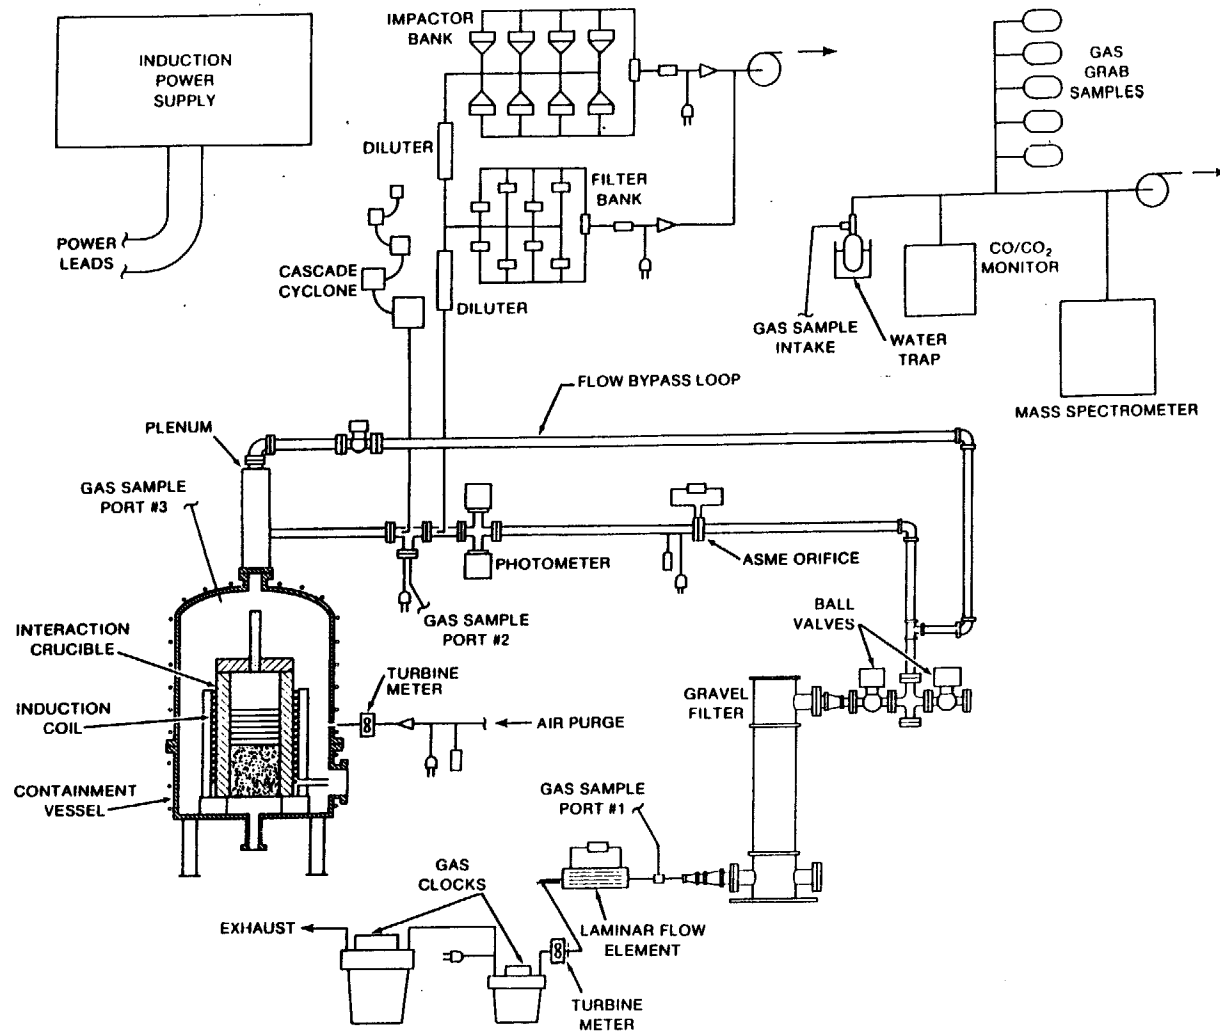 INDUCTION
POWER
SUPPLY
POWER
LEADS
IMPACTOR
BANK
DILUTER
FILTER
BANK
CASCADE
CYCLONE
DILUTER
GAS
GRAB
SAMPLES
CO/CO2
MONITOR
GAS SAMPLE
INTAKE
WATER
TRAP
MASS SPECTROMETER
FLOW BYPASS LOOP
PLENUM
GAS SAMPLE
PORT #3
PHOTOMETER
ASME ORIFICE
GAS SAMPLE
PORT #2
BALL
VALVES
INTERACTION
CRUCIBLE
TURBINE
METER
GRAVEL
FILTER
INDUCTION
COIL
AIR PURGE
CONTAINMENT
VESSEL
GAS SAMPLE
PORT #1
GAS
CLOCKS
EXHAUST
LAMINAR FLOW
ELEMENT
TURBINE
METER